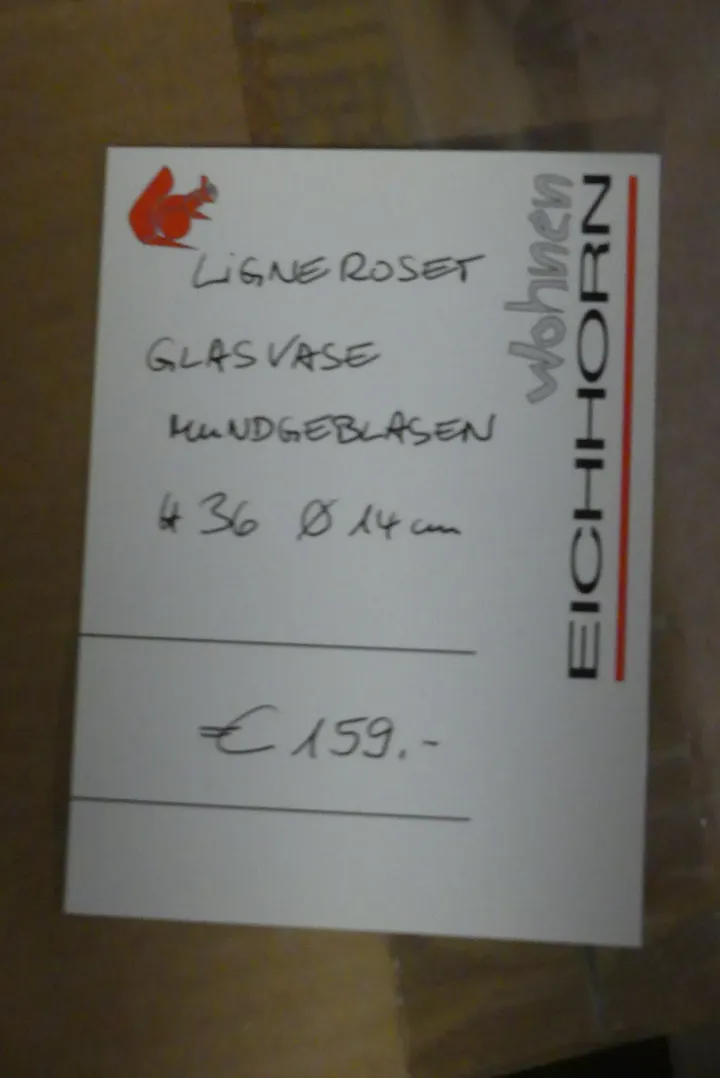 LiGNE ROSET
GLASVASE
MUNDGEBLASEN
H 36 Ø 14 cm
€ 159.-
wohnen
EICHHORN